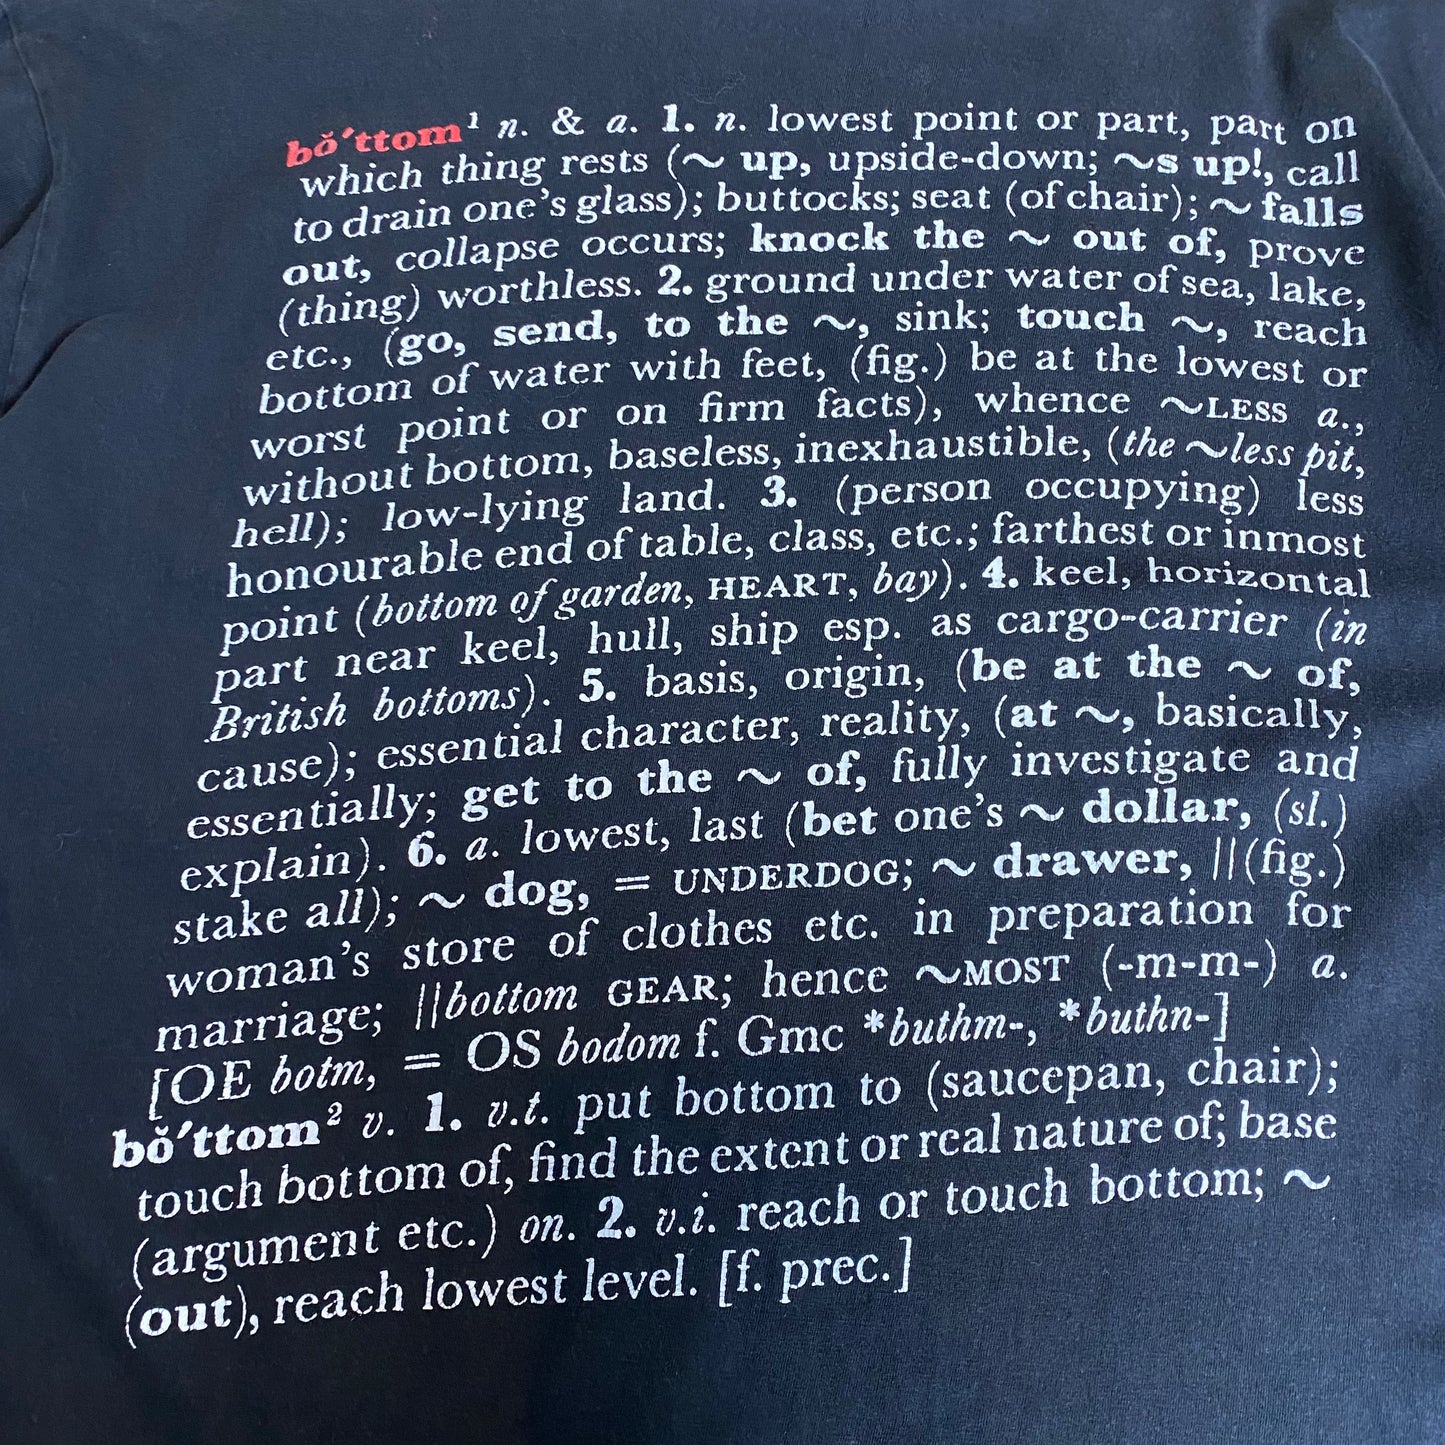 bŏ′ttom¹ n. & a. 1. n. lowest point or part, part on
which thing rests (~ up, upside-down; ~s up!, call
to drain one's glass); buttocks; seat (of chair); ~ falls
out, collapse occurs; knock the ~ out of, prove
(thing) worthless. 2. ground under water of sea, lake,
etc., (go, send, to the ~, sink; touch ~, reach
bottom of water with feet, (fig.) be at the lowest or
worst point or on firm facts), whence ~LESS a.,
without bottom, baseless, inexhaustible, (the ~less pit,
hell); low-lying land. 3. (person occupying) less
honourable end of table, class, etc.; farthest or inmost
point (bottom of garden, HEART, bay). 4. keel, horizontal
part near keel, hull, ship esp. as cargo-carrier (in
British bottoms). 5. basis, origin, (be at the ~ of,
cause); essential character, reality, (at ~, basically,
essentially; get to the ~ of, fully investigate and
explain). 6. a. lowest, last (bet one's ~ dollar, (sl.)
stake all); ~ dog, = UNDERDOG; ~ drawer, ||(fig.)
woman's store of clothes etc. in preparation for
marriage; ||bottom GEAR; hence ~MOST (-m-m-) a.
[OE botm, = OS bodom f. Gmc *buthm-, *buthn-]
bŏ′ttom² v. 1. v.t. put bottom to (saucepan, chair);
touch bottom of, find the extent or real nature of; base
(argument etc.) on. 2. v.i. reach or touch bottom; ~
(out), reach lowest level. [f. prec.]